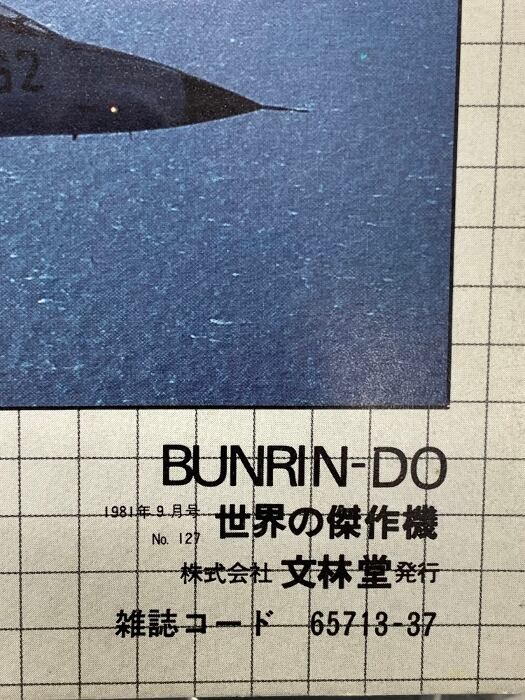 62
BUNRIN-DO
1981年9月号 世界の傑作機
No. 127
株式会社 文林堂発行
雑誌コード 65713-37